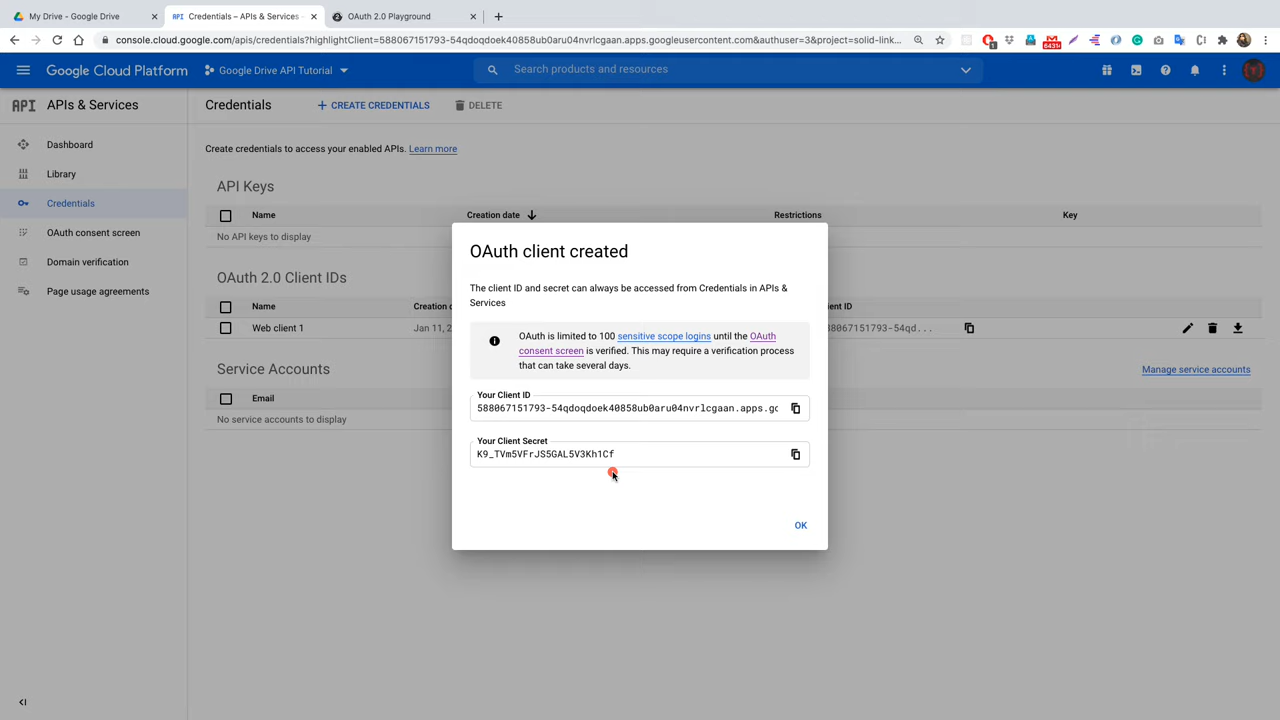 My Drive - Google Drive
Credentials – APIs & Services -
OAuth 2.0 Playground
console.cloud.google.com/apis/credentials?highlightClient=588067151793-54qdoqdoek40858ub0aru04nvrlcgaan.apps.googleusercontent.com&authuser=3&project=solid-link...
Google Cloud Platform
Google Drive API Tutorial
Search products and resources
API
APIs & Services
Credentials
CREATE CREDENTIALS
DELETE
Dashboard
Library
Credentials
OAuth consent screen
Domain verification
Page usage agreements
Create credentials to access your enabled APIs. Learn more
API Keys
Name
Creation date
Restrictions
Key
No API keys to display
OAuth 2.0 Client IDs
Name
Creation
ID
Web client 1
Jan 11, 2
88067151793-54qd...
Service Accounts
Manage service accounts
Email
No service accounts to display
OAuth client created
The client ID and secret can always be accessed from Credentials in APIs &
Services
OAuth is limited to 100 sensitive scope logins until the OAuth
consent screen is verified. This may require a verification process
that can take several days.
Your Client ID
588067151793-54qdoqdoek40858ub0aru04nvrlcgaan.apps.go
Your Client Secret
K9_TVm5VFrJS5GAL5V3Kh1Cf
OK